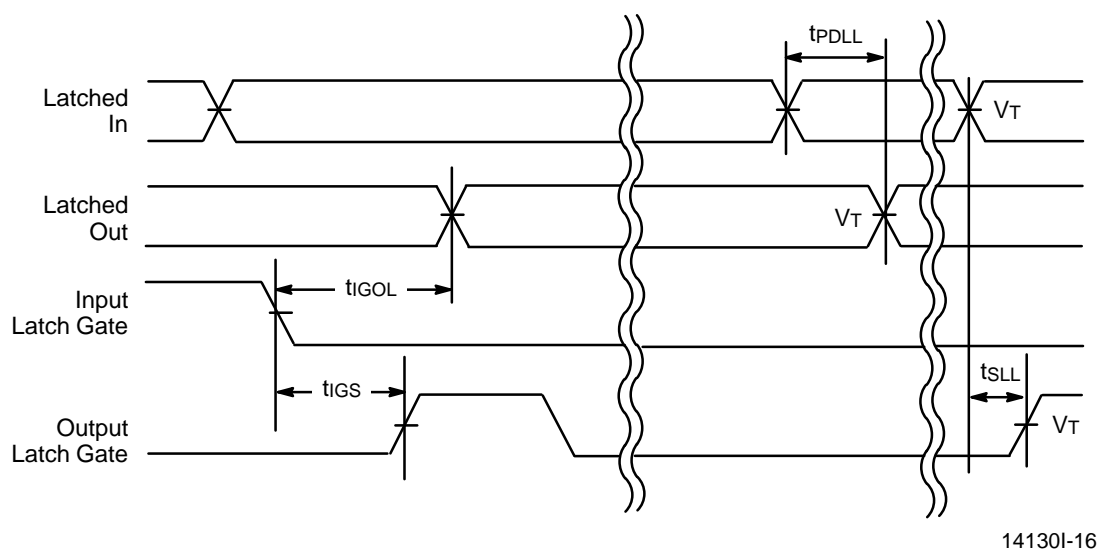 tPDLL
Latched
In
VT
Latched
Out
VT
tIGOL
Input
Latch Gate
tIGS
tSLL
Output
Latch Gate
VT
14130I-16